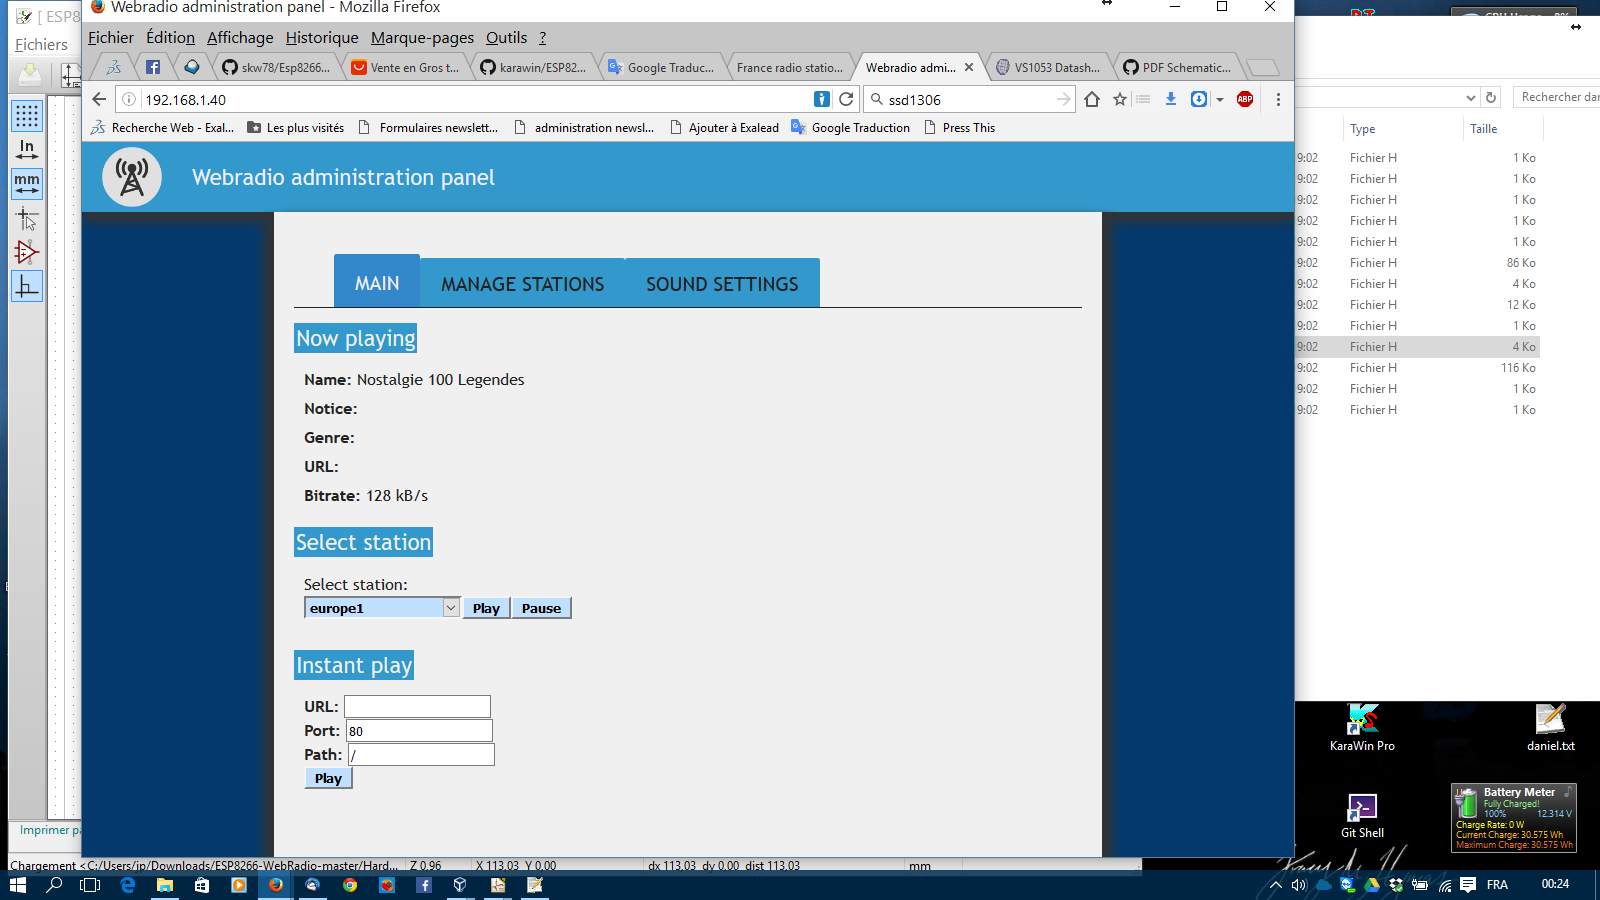 [ ESP8
Webradio administration panel - Mozilla Firefox
Fichiers
Fichier Édition Affichage Historique Marque-pages Outils ?
skw78/Esp8266... Vente en Gros t... karawin/ESP82... Google Traduc... France radio statio... Webradio admi... VS1053 Datash... PDF Schematic...
192.168.1.40
ssd1306
ABP
Rechercher dan
Recherche Web - Exal... Les plus visités Formulaires newslett... administration newsl... Ajouter à Exalead Google Traduction Press This
Type Taille
In
mm
Webradio administration panel
9:02 Fichier H 1 Ko
9:02 Fichier H 1 Ko
9:02 Fichier H 1 Ko
9:02 Fichier H 1 Ko
9:02 Fichier H 1 Ko
9:02 Fichier H 86 Ko
9:02 Fichier H 4 Ko
9:02 Fichier H 12 Ko
9:02 Fichier H 1 Ko
9:02 Fichier H 4 Ko
9:02 Fichier H 116 Ko
9:02 Fichier H 1 Ko
9:02 Fichier H 1 Ko
MAIN MANAGE STATIONS SOUND SETTINGS
Now playing
Name: Nostalgie 100 Legendes
Notice:
Genre:
URL:
Bitrate: 128 kB/s
Select station
Select station:
europe1 Play Pause
Instant play
URL:
Port: 80
Path: /
Play
KaraWin Pro
daniel.txt
Git Shell
Battery Meter
Fully Charged!
100% 12.314 V
Charge Rate: 0 W
Current Charge: 30.575 Wh
Maximum Charge: 30.575 Wh
Imprimer pa
Chargement <C:/Users/jp/Downloads/ESP8266-WebRadio-master/Hard... Z 0.96 X 113.03 Y 0.00 dx 113.03 dy 0.00 dist 113.03 mm
FRA 00:24